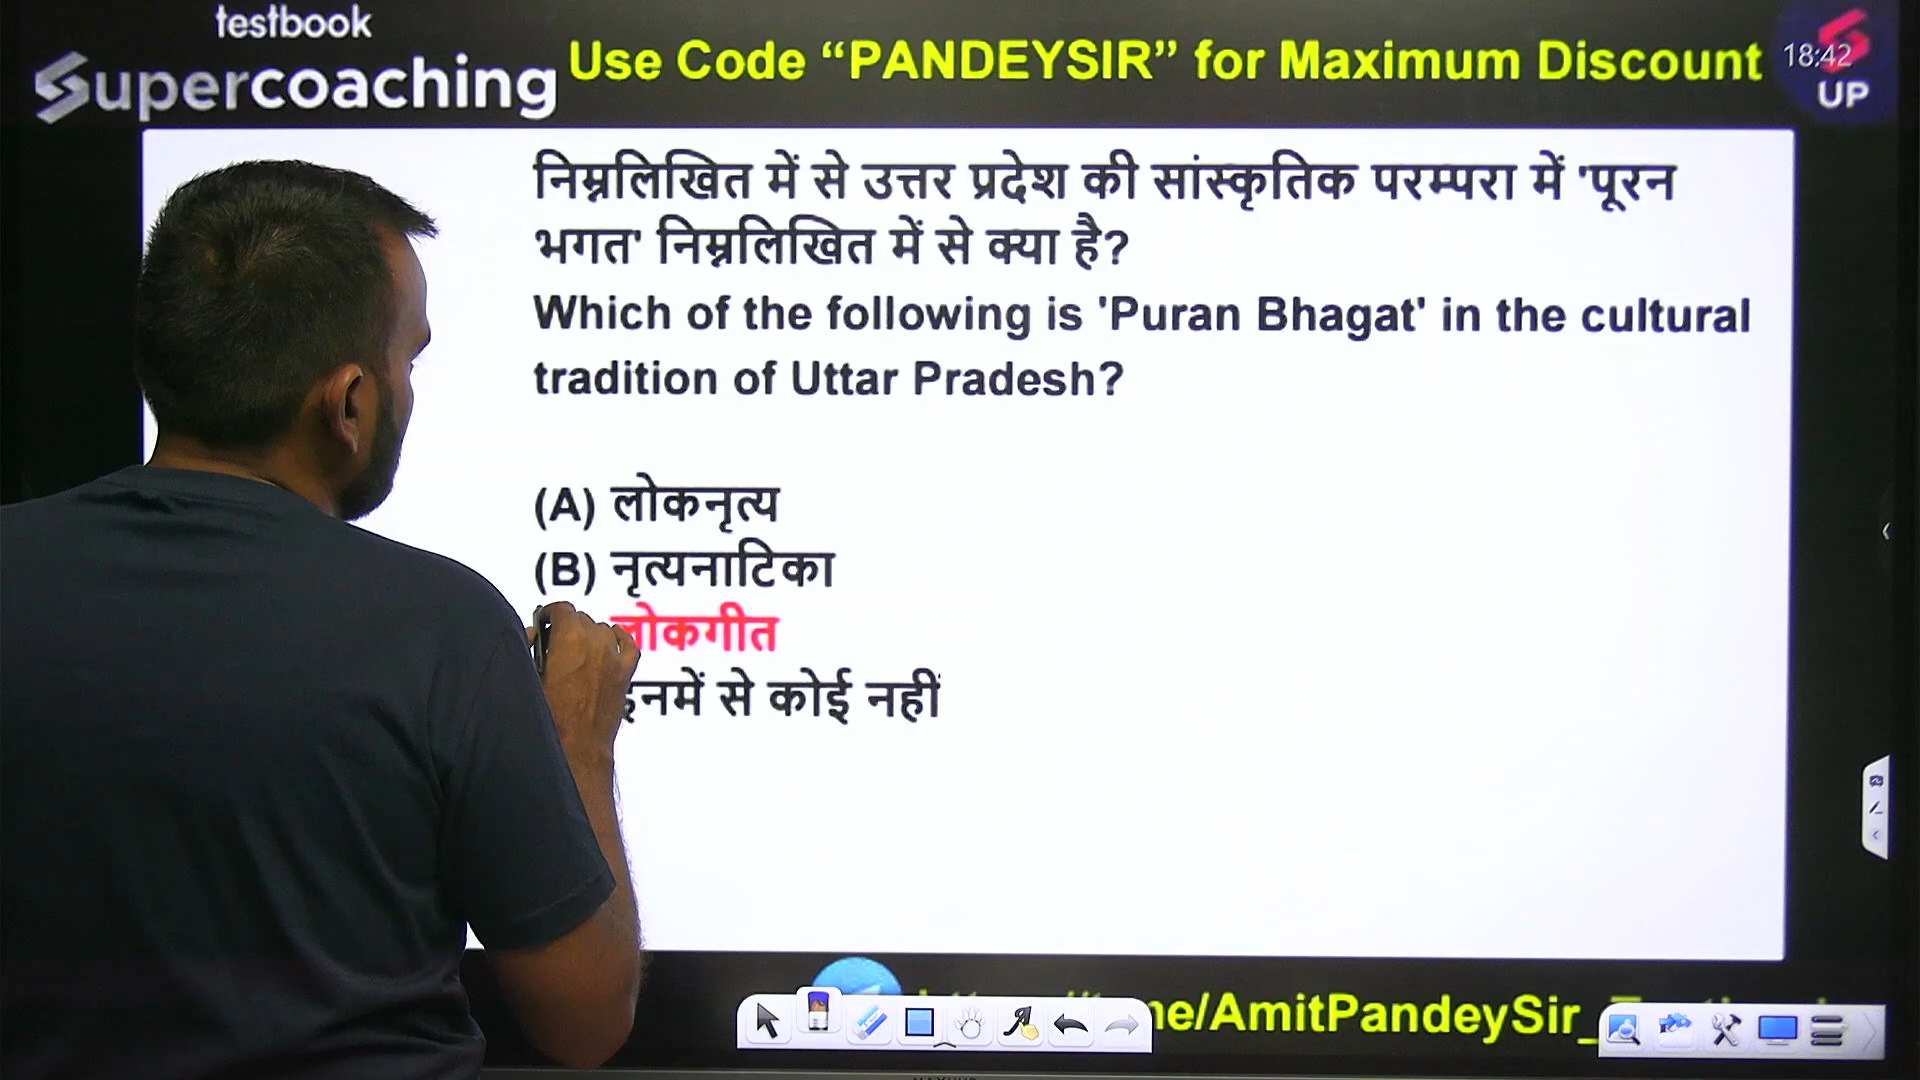 testbook
Supercoaching
Use Code “PANDEYSIR” for Maximum Discount
18:42
UP
निम्नलिखित में से उत्तर प्रदेश की सांस्कृतिक परम्परा में 'पूरन
भगत' निम्नलिखित में से क्या है?
Which of the following is 'Puran Bhagat' in the cultural
tradition of Uttar Pradesh?
(A) लोकनृत्य
(B) नृत्यनाटिका
लोकगीत
इनमें से कोई नहीं
me/AmitPandeySir_